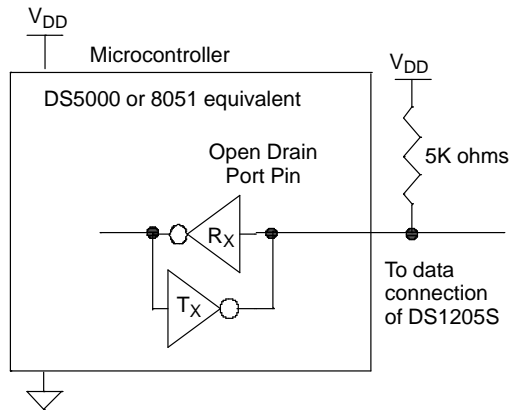 VDD
Microcontroller
VDD
DS5000 or 8051 equivalent
Open Drain
Port Pin
5K ohms
RX
TX
To data
connection
of DS1205S